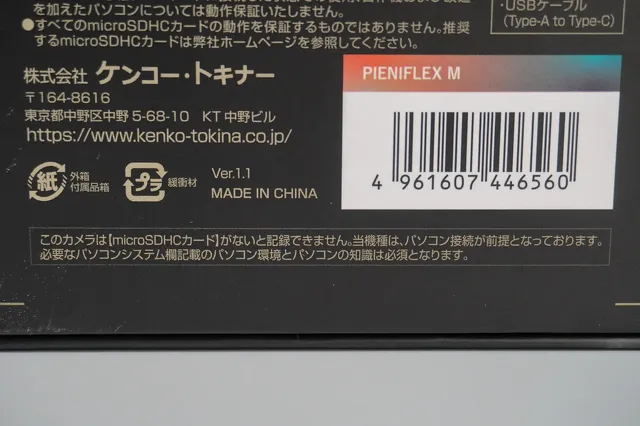 を加えたパソコンについては動作保証いたしません。
●すべてのmicroSDHCカードの動作を保証するものではありません。推奨
するmicroSDHCカードは弊社ホームページを参照してください。
・USBケーブル
(Type-A to Type-C)
株式会社 ケンコー・トキナー
〒164-8616
東京都中野区中野5-68-10 KT中野ビル
https://www.kenko-tokina.co.jp/
紙 外箱
付属品箱
プラ 緩衝材
Ver.1.1
MADE IN CHINA
PIENIFLEX M
4 961607 446560
このカメラは【microSDHCカード】がないと記録できません。当機種は、パソコン接続が前提となっております。
必要なパソコンシステム欄記載のパソコン環境とパソコンの知識は必須となります。